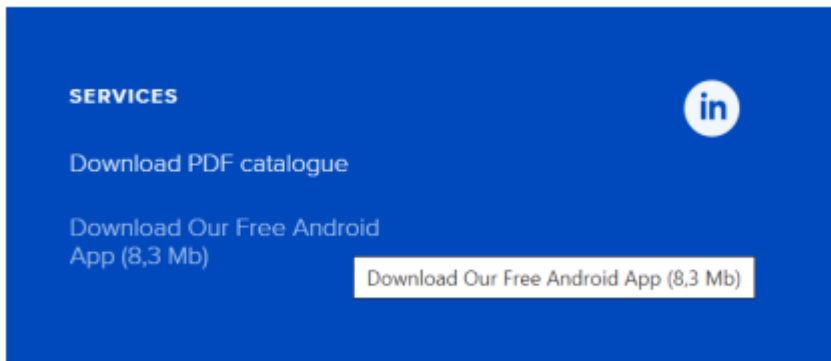 SERVICES
in
Download PDF catalogue
Download Our Free Android
App (8,3 Mb)
Download Our Free Android App (8,3 Mb)